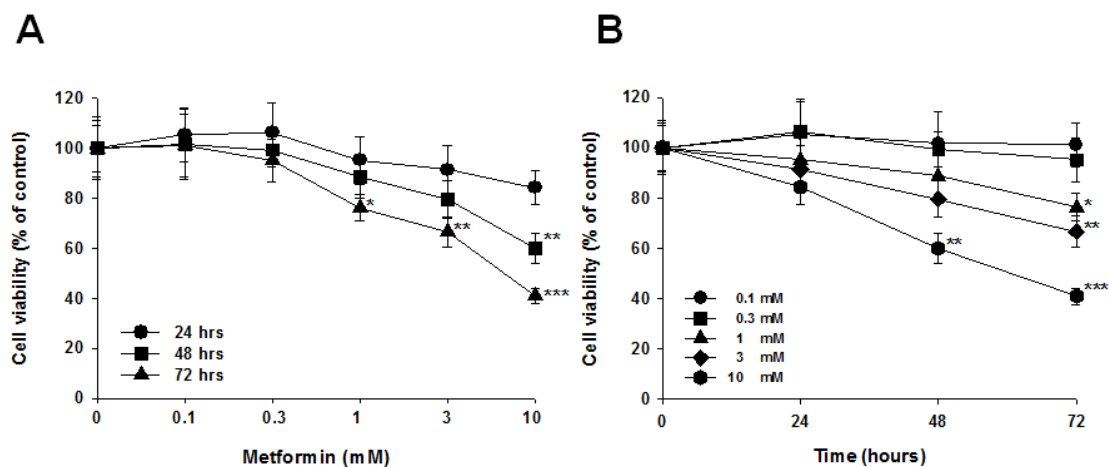 A
Cell viability (% of control)
120
100
80
60
40
20
0
0 0.1 0.3 1 3 10
Metformin (mM)
24 hrs
48 hrs
72 hrs
*
**
**
***
B
Cell viability (% of control)
120
100
80
60
40
20
0
0 24 48 72
Time (hours)
0.1 mM
0.3 mM
1 mM
3 mM
10 mM
*
**
**
***